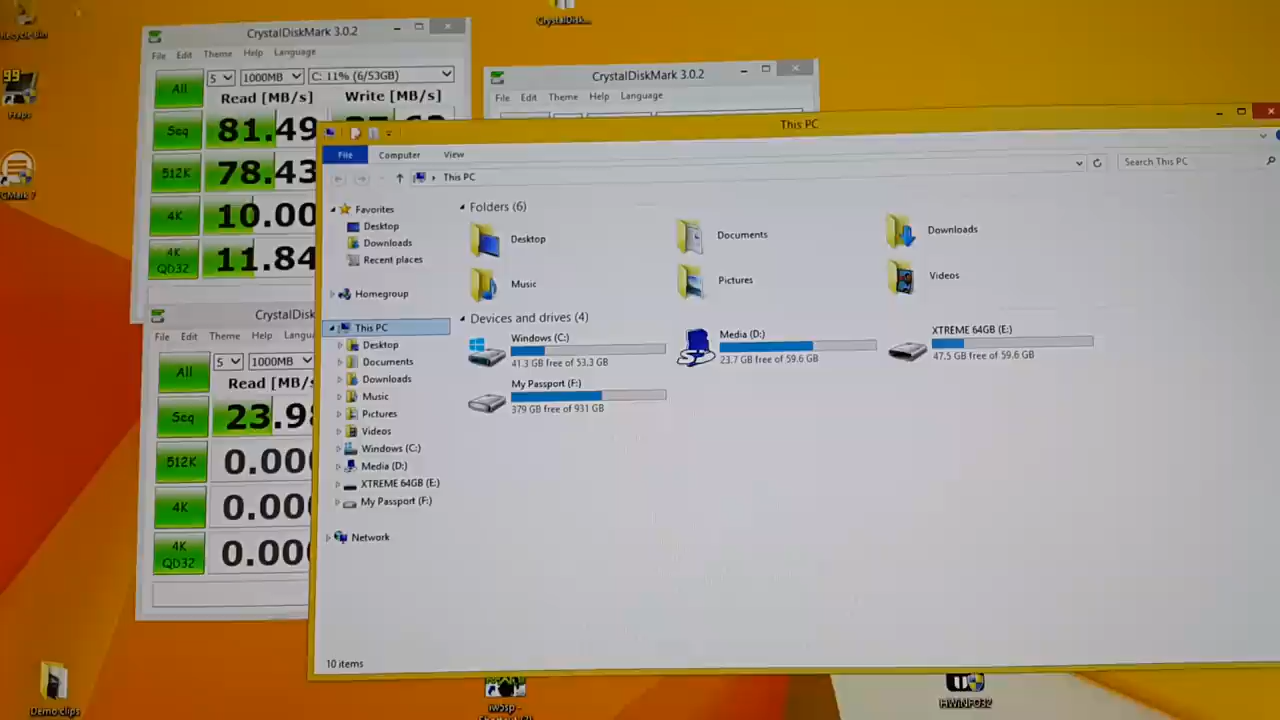 CrystalDisk...
CrystalDiskMark 3.0.2
File Edit Theme Help Language
All
5
1000MB
C: 11% (6/53GB)
Read [MB/s]
Write [MB/s]
Seq
81.49
512K
78.43
4K
10.00
4K
QD32
11.84
CrystalDiskMark 3.0.2
File Edit Theme Help Language
CrystalDisk
File Edit Theme Help
All
5
1000MB
Read [MB/s]
Seq
23.98
512K
0.000
4K
0.000
4K
QD32
0.000
This PC
File Computer View
This PC
Search This PC
Favorites
Desktop
Downloads
Recent places
Homegroup
This PC
Desktop
Documents
Downloads
Music
Pictures
Videos
Windows (C:)
Media (D:)
XTREME 64GB (E:)
My Passport (F:)
Network
Folders (6)
Desktop
Documents
Downloads
Music
Pictures
Videos
Devices and drives (4)
Windows (C:)
41.3 GB free of 53.3 GB
Media (D:)
23.7 GB free of 59.6 GB
XTREME 64GB (E:)
47.5 GB free of 59.6 GB
My Passport (F:)
379 GB free of 931 GB
10 items
99
Fraps
Demo clips
iw5sp -
HWiNFO32